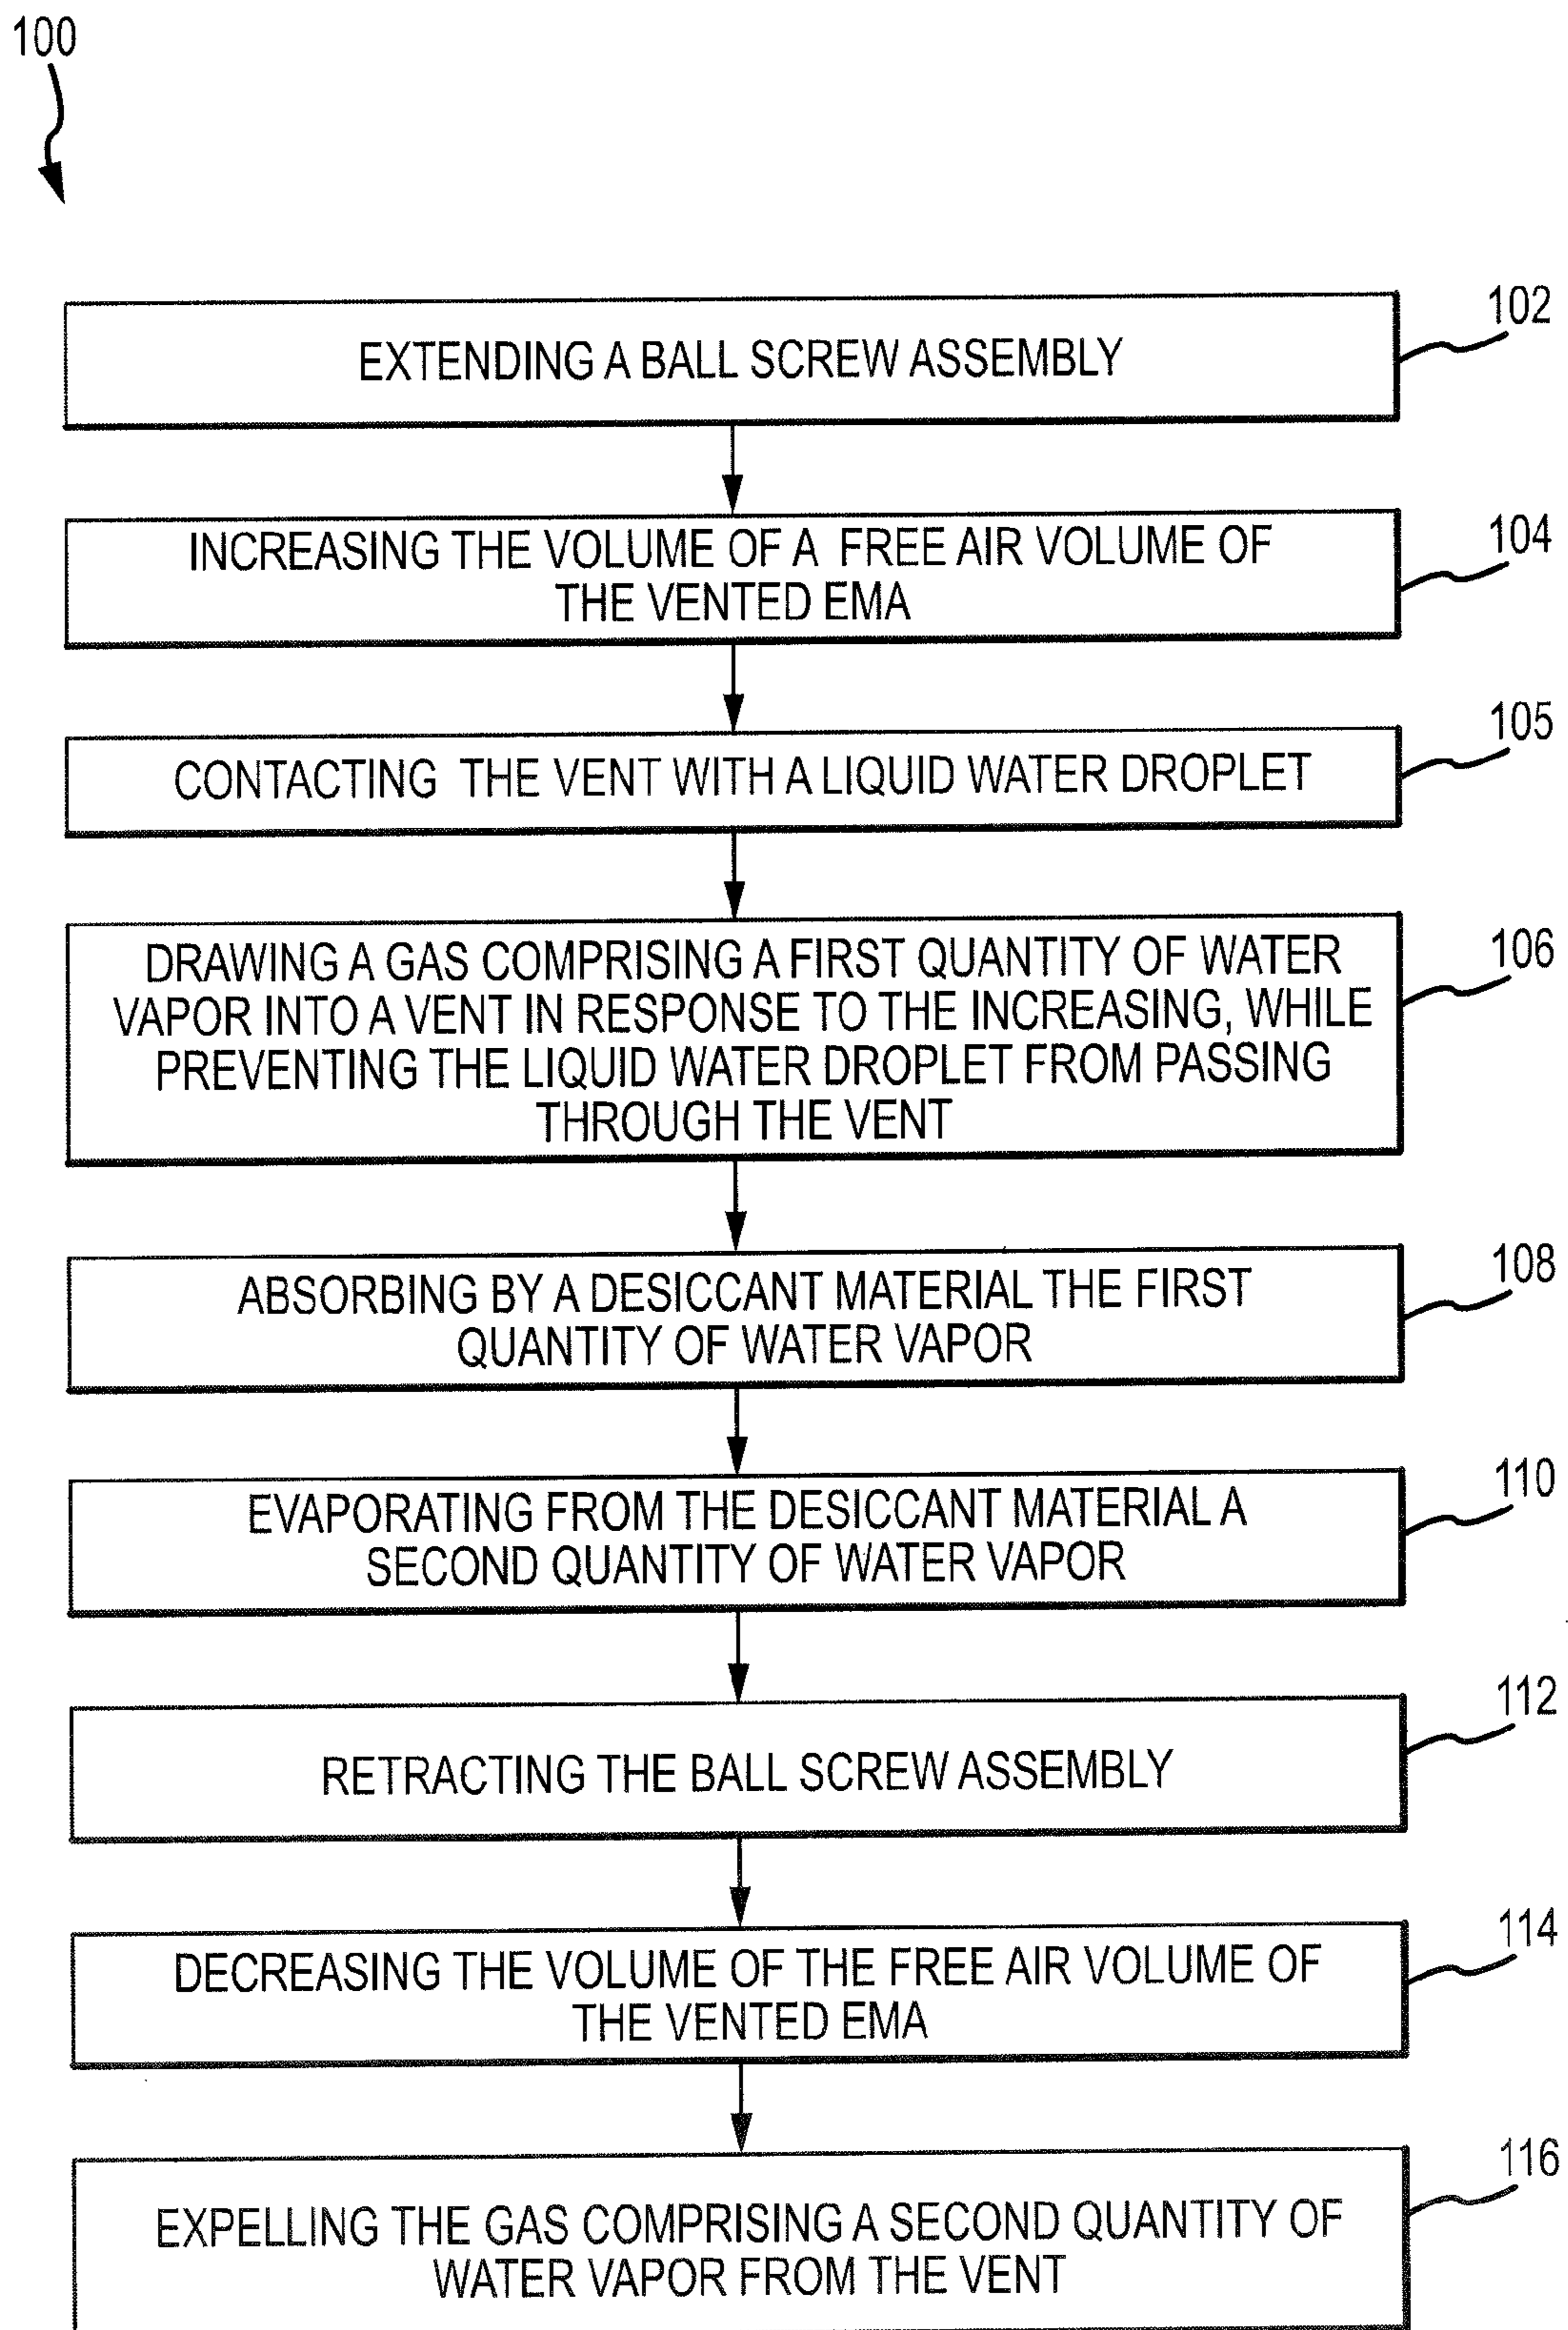 100
EXTENDING A BALL SCREW ASSEMBLY
102
INCREASING THE VOLUME OF A FREE AIR VOLUME OF
THE VENTED EMA
104
CONTACTING THE VENT WITH A LIQUID WATER DROPLET
105
DRAWING A GAS COMPRISING A FIRST QUANTITY OF WATER
VAPOR INTO A VENT IN RESPONSE TO THE INCREASING, WHILE
PREVENTING THE LIQUID WATER DROPLET FROM PASSING
THROUGH THE VENT
106
ABSORBING BY A DESICCANT MATERIAL THE FIRST
QUANTITY OF WATER VAPOR
108
EVAPORATING FROM THE DESICCANT MATERIAL A
SECOND QUANTITY OF WATER VAPOR
110
RETRACTING THE BALL SCREW ASSEMBLY
112
DECREASING THE VOLUME OF THE FREE AIR VOLUME OF
THE VENTED EMA
114
EXPELLING THE GAS COMPRISING A SECOND QUANTITY OF
WATER VAPOR FROM THE VENT
116